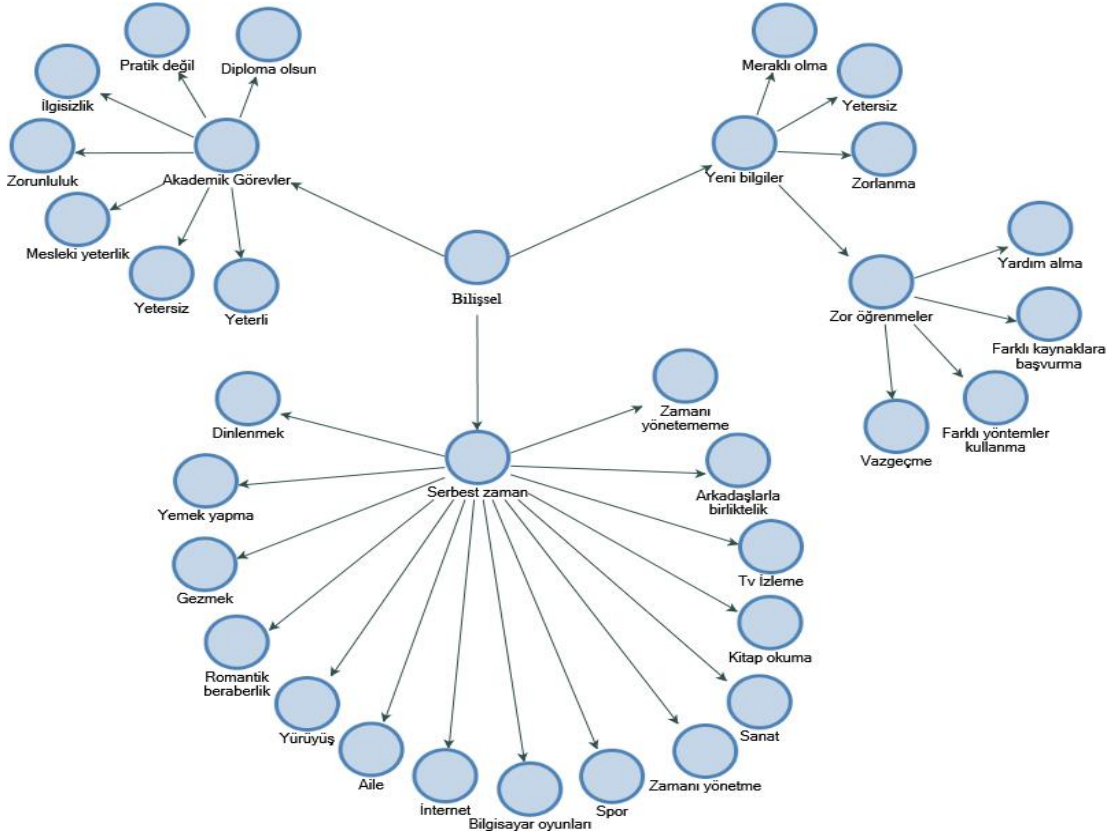 Pratik değil
Diploma olsun
İlgisizlik
Zorunluluk
Akademik Görevler
Mesleki yeterlik
Yetersiz
Yeterli
Meraklı olma
Yetersiz
Yeni bilgiler
Zorlanma
Bilişsel
Yardım alma
Zor öğrenmeler
Farklı kaynaklara
başvurma
Farklı yöntemler
kullanma
Vazgeçme
Dinlenmek
Zamanı
yönetememe
Yemek yapma
Serbest zaman
Arkadaşlarla
birliktelik
Gezmek
Tv İzleme
Romantik
beraberlik
Kitap okuma
Yürüyüş
Sanat
Aile
İnternet
Bilgisayar oyunları
Spor
Zamanı yönetme